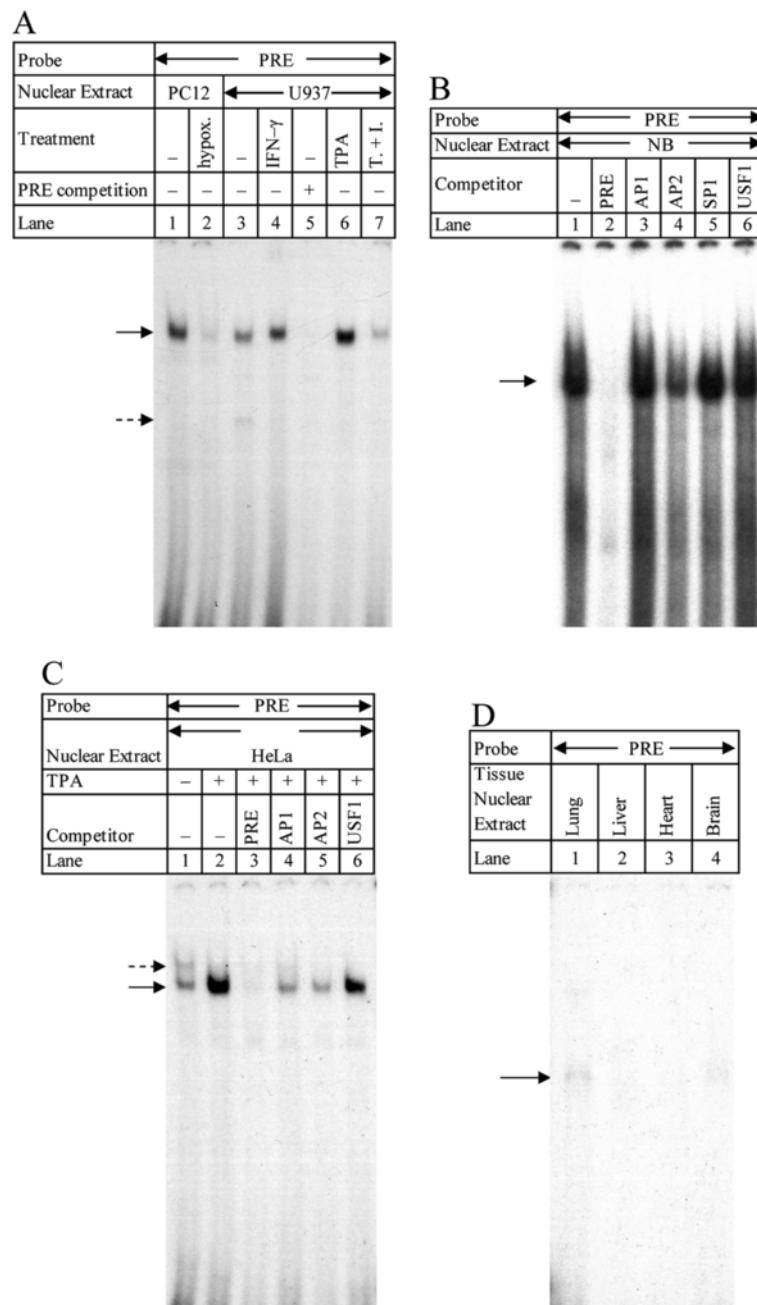 A
Probe PRE
Nuclear Extract PC12 U937
Treatment – hypox. – IFN–γ – TPA T. + I.
PRE competition – – – – + – –
Lane 1 2 3 4 5 6 7
B
Probe PRE
Nuclear Extract NB
Competitor – PRE AP1 AP2 SP1 USF1
Lane 1 2 3 4 5 6
C
Probe PRE
Nuclear Extract HeLa
TPA – + + + + +
Competitor – – PRE AP1 AP2 USF1
Lane 1 2 3 4 5 6
D
Probe PRE
Tissue
Nuclear
Extract Lung Liver Heart Brain
Lane 1 2 3 4